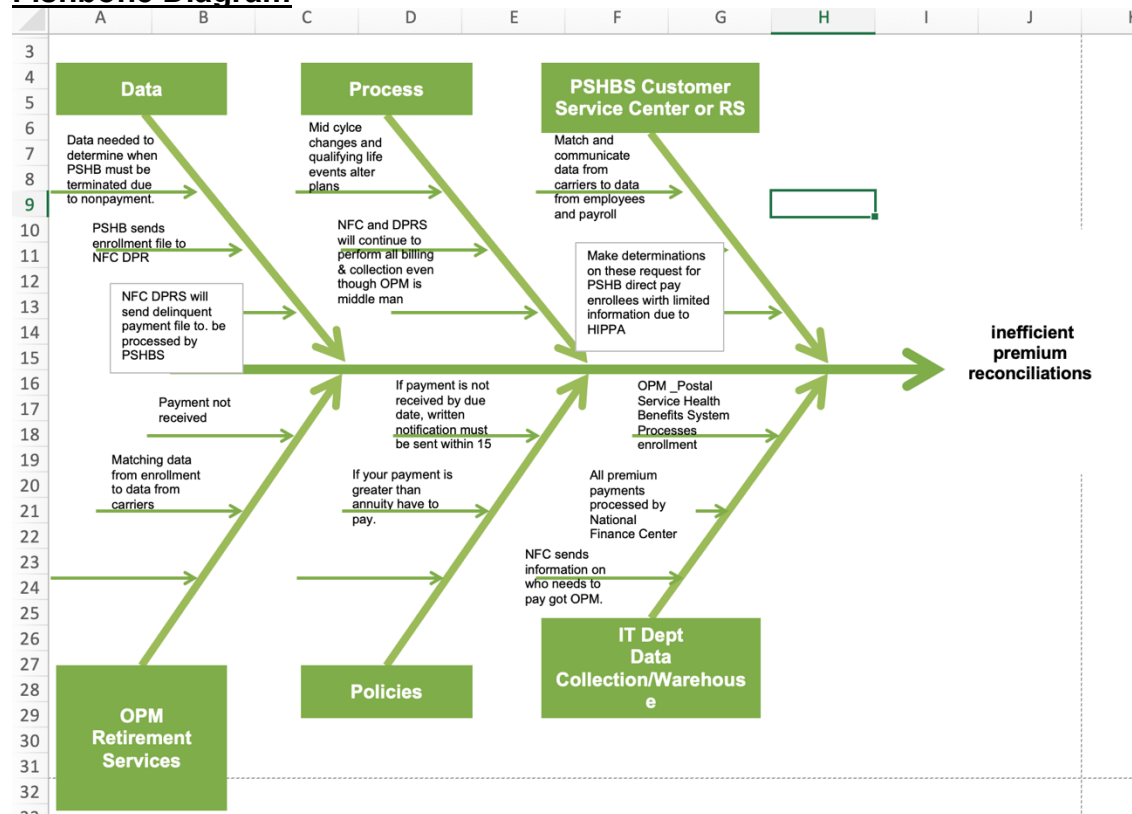 Fishbone Diagram
A B C D E F G H I J
3
4
5
6
7
8
9
10
11
12
13
14
15
16
17
18
19
20
21
22
23
24
25
26
27
28
29
30
31
32
Data
Process
PSHBS Customer
Service Center or RS
Data needed to
determine when
PSHB must be
terminated due
to nonpayment.
PSHB sends
enrollment file to
NFC DPR
NFC DPRS will
send delinquent
payment file to. be
processed by
PSHBS
Mid cylce
changes and
qualifying life
events alter
plans
NFC and DPRS
will continue to
perform all billing
& collection even
though OPM is
middle man
Match and
communicate
data from
carriers to data
from employees
and payroll
Make determinations
on these request for
PSHB direct pay
enrollees wirth limited
information due to
HIPPA
inefficient
premium
reconciliations
Payment not
received
Matching data
from enrollment
to data from
carriers
If payment is not
received by due
date, written
notification must
be sent within 15
If your payment is
greater than
annuity have to
pay.
OPM _Postal
Service Health
Benefits System
Processes
enrollment
All premium
payments
processed by
National
Finance Center
NFC sends
information on
who needs to
pay got OPM.
OPM
Retirement
Services
Policies
IT Dept
Data
Collection/Warehous
e